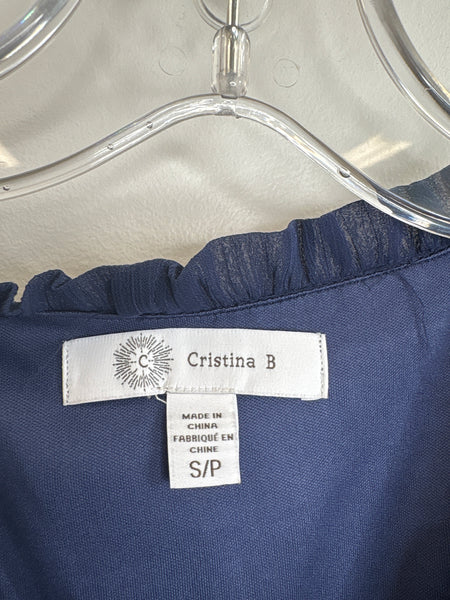 C
Cristina B
MADE IN
CHINA
FABRIQUÉ EN
CHINE
S/P